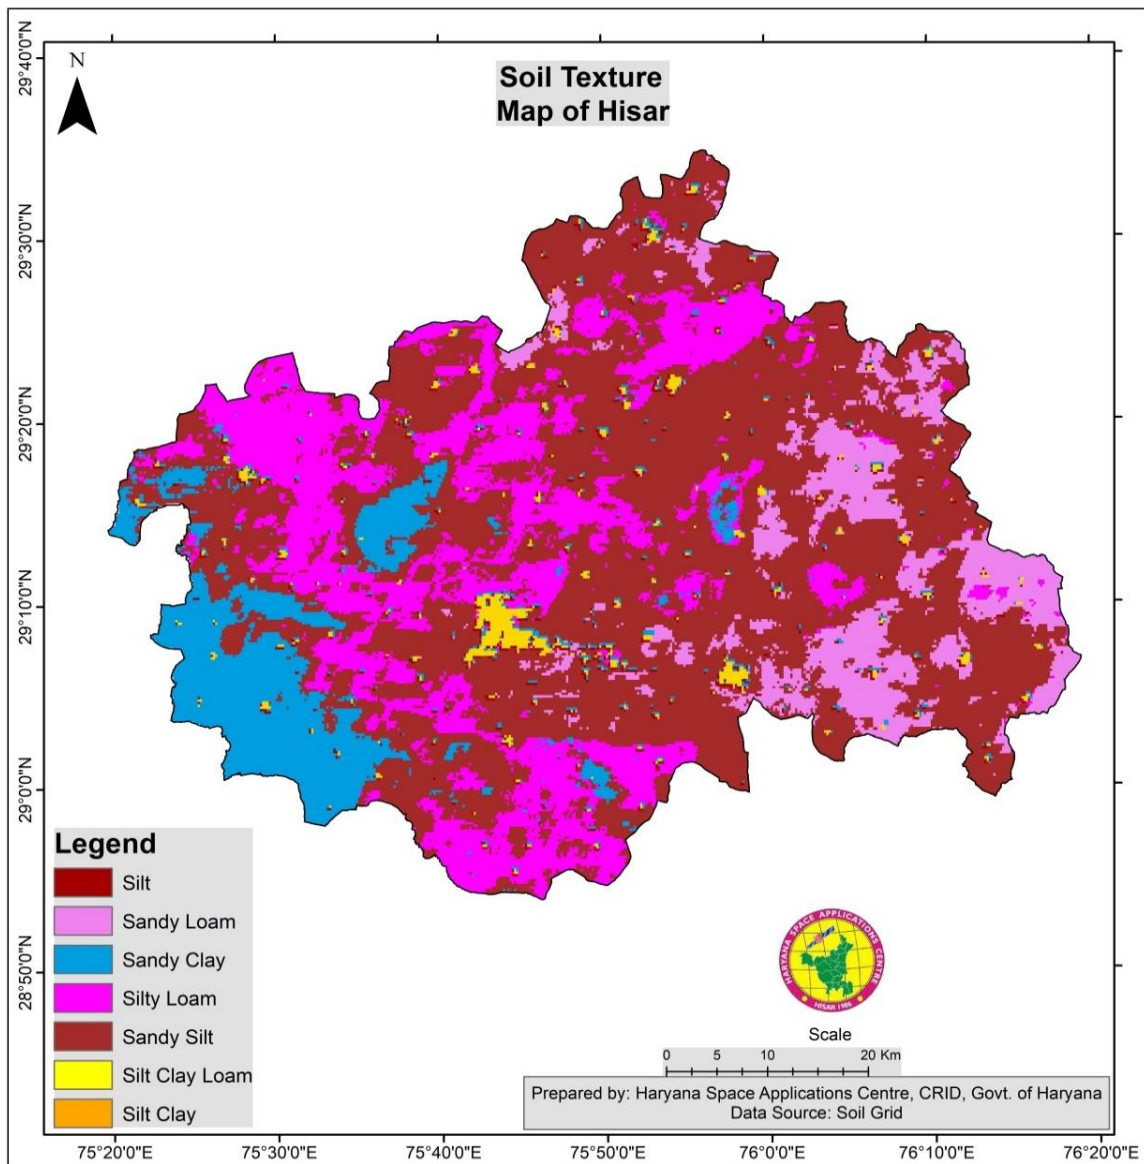 Soil Texture
Map of Hisar
N
29°40'0"N
29°30'0"N
29°20'0"N
29°10'0"N
29°0'0"N
28°50'0"N
Legend
Silt
Sandy Loam
Sandy Clay
Silty Loam
Sandy Silt
Silt Clay Loam
Silt Clay
HARYANA SPACE APPLICATIONS CENTRE
HISAR 1986
Scale
0 5 10 20 Km
Prepared by: Haryana Space Applications Centre, CRID, Govt. of Haryana
Data Source: Soil Grid
75°20'0"E 75°30'0"E 75°40'0"E 75°50'0"E 76°0'0"E 76°10'0"E 76°20'0"E